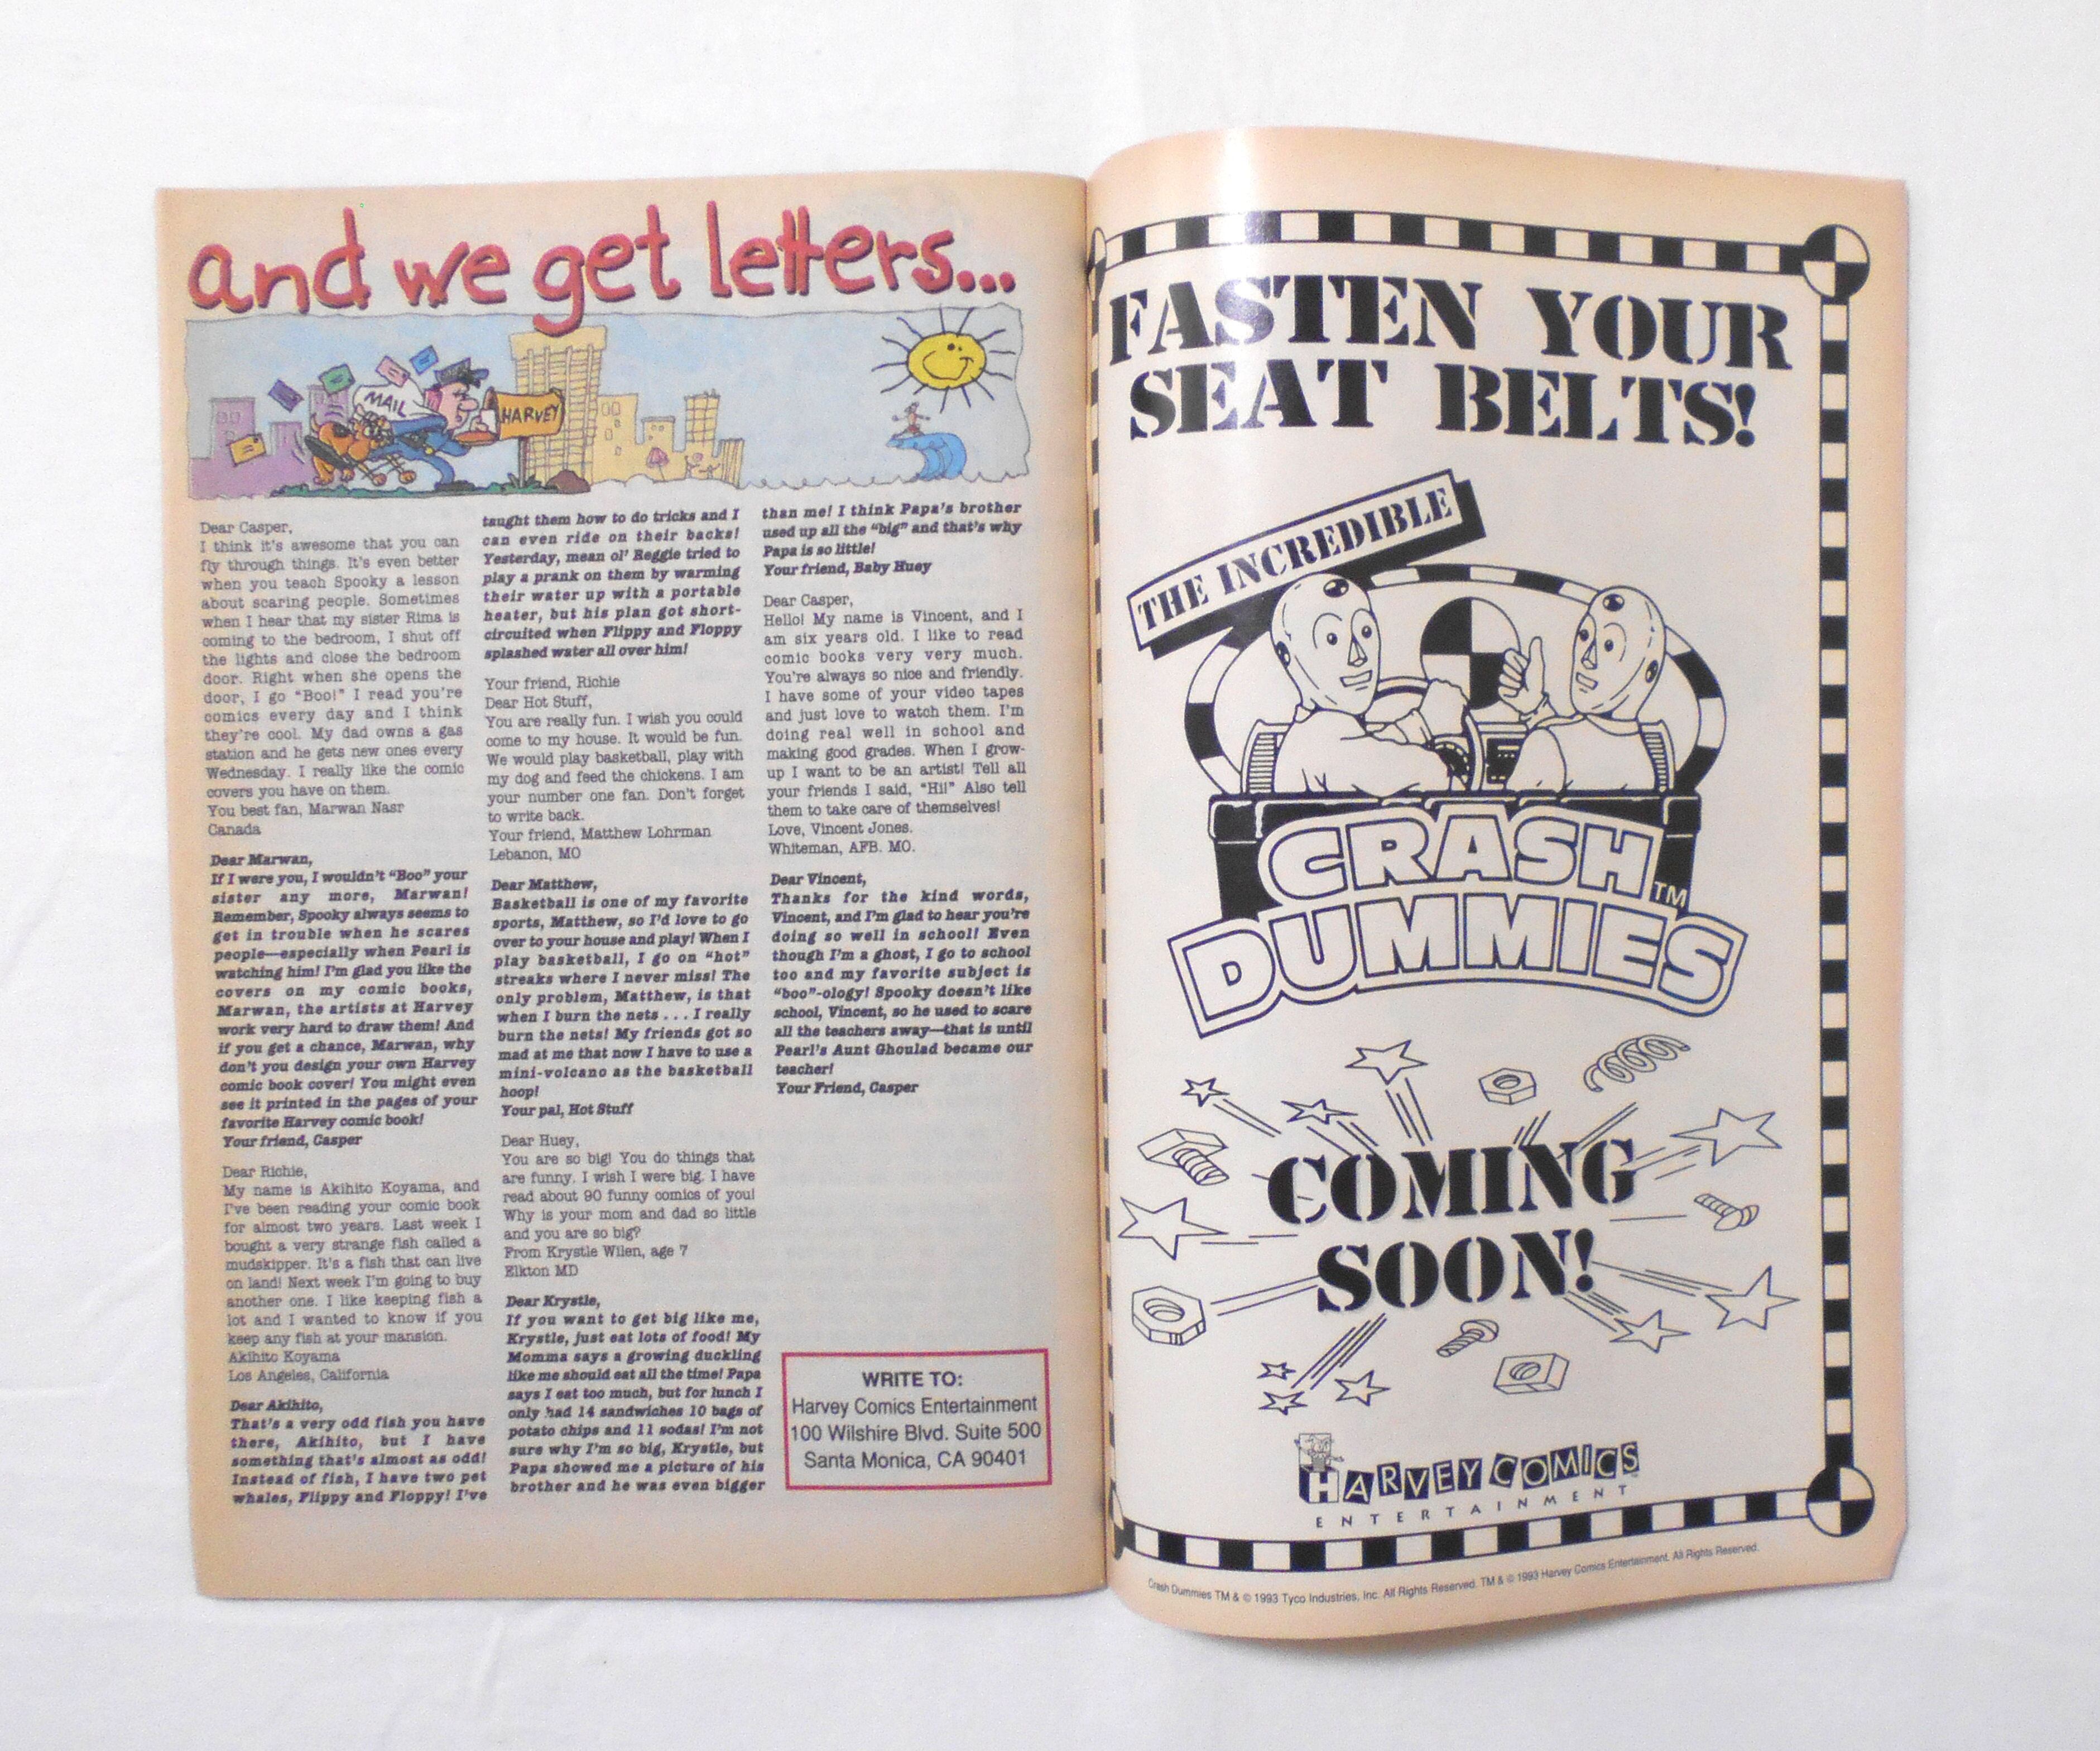 and we get letters...
MAIL
HARVEY
Dear Casper,
I think it's awesome that you can
fly through things. It's even better
when you teach Spooky a lesson
about scaring people. Sometimes
when I hear that my sister Rima is
coming to the bedroom, I shut off
the lights and close the bedroom
door. Right when she opens the
door, I go "Boo!" I read you're
comics every day and I think
they're cool. My dad owns a gas
station and he gets new ones every
Wednesday. I really like the comic
covers you have on them.
You best fan, Marwan Nasr
Canada
Dear Marwan,
If I were you, I wouldn't "Boo" your
sister any more, Marwan!
Remember, Spooky always seems to
get in trouble when he scares
people—especially when Pearl is
watching him! I'm glad you like the
covers on my comic books,
Marwan, the artists at Harvey
work very hard to draw them! And
if you get a chance, Marwan, why
don't you design your own Harvey
comic book cover! You might even
see it printed in the pages of your
favorite Harvey comic book!
Your friend, Casper
Dear Richie,
My name is Akihito Koyama, and
I've been reading your comic book
for almost two years. Last week I
bought a very strange fish called a
mudskipper. It's a fish that can live
on land! Next week I'm going to buy
another one. I like keeping fish a
lot and I wanted to know if you
keep any fish at your mansion.
Akihito Koyama
Los Angeles, California
Dear Akihito,
That's a very odd fish you have
there, Akihito, but I have
something that's almost as odd!
Instead of fish, I have two pet
whales, Flippy and Floppy! I've
taught them how to do tricks and I
can even ride on their backs!
Yesterday, mean ol' Reggie tried to
play a prank on them by warming
their water up with a portable
heater, but his plan got short-
circuited when Flippy and Floppy
splashed water all over him!
Your friend, Richie
Dear Hot Stuff,
You are really fun. I wish you could
come to my house. It would be fun.
We would play basketball, play with
my dog and feed the chickens. I am
your number one fan. Don't forget
to write back.
Your friend, Matthew Lohrman
Lebanon, MO
Dear Matthew,
Basketball is one of my favorite
sports, Matthew, so I'd love to go
over to your house and play! When I
play basketball, I go on "hot"
streaks where I never miss! The
only problem, Matthew, is that
when I burn the nets . . . I really
burn the nets! My friends got so
mad at me that now I have to use a
mini-volcano as the basketball
hoop!
Your pal, Hot Stuff
Dear Huey,
You are so big! You do things that
are funny. I wish I were big. I have
read about 90 funny comics of you!
Why is your mom and dad so little
and you are so big?
From Krystle Wilen, age 7
Elkton MD
Dear Krystle,
If you want to get big like me,
Krystle, just eat lots of food! My
Momma says a growing duckling
like me should eat all the time! Papa
says I eat too much, but for lunch I
only had 14 sandwiches 10 bags of
potato chips and 11 sodas! I'm not
sure why I'm so big, Krystle, but
Papa showed me a picture of his
brother and he was even bigger
than me! I think Papa's brother
used up all the "big" and that's why
Papa is so little!
Your friend, Baby Huey
Dear Casper,
Hello! My name is Vincent, and I
am six years old. I like to read
comic books very very much.
You're always so nice and friendly.
I have some of your video tapes
and just love to watch them. I'm
doing real well in school and
making good grades. When I grow-
up I want to be an artist! Tell all
your friends I said, "Hi!" Also tell
them to take care of themselves!
Love, Vincent Jones.
Whiteman, AFB. MO.
Dear Vincent,
Thanks for the kind words,
Vincent, and I'm glad to hear you're
doing so well in school! Even
though I'm a ghost, I go to school
too and my favorite subject is
"boo"-ology! Spooky doesn't like
school, Vincent, so he used to scare
all the teachers away—that is until
Pearl's Aunt Ghoulad became our
teacher!
Your Friend, Casper
WRITE TO:
Harvey Comics Entertainment
100 Wilshire Blvd. Suite 500
Santa Monica, CA 90401
FASTEN YOUR
SEAT BELTS!
THE INCREDIBLE
CRASH
DUMMIES TM
COMING
SOON!
HARVEY COMICS
ENTERTAINMENT
Crash Dummies TM & © 1993 Tyco Industries, Inc. All Rights Reserved. TM & © 1993 Harvey Comics Entertainment. All Rights Reserved.